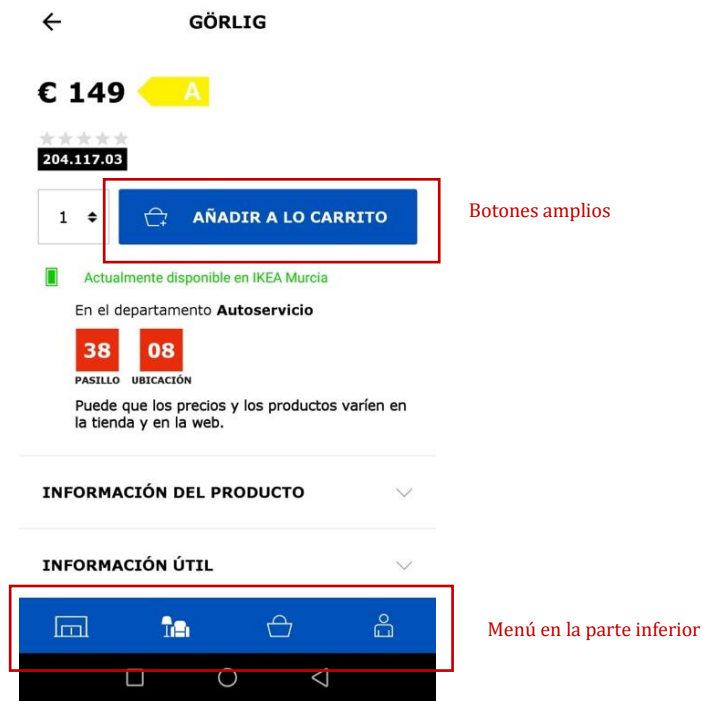 GÖRLIG
€ 149 A
204.117.03
1 AÑADIR A LO CARRITO
Botones amplios
Actualmente disponible en IKEA Murcia
En el departamento Autoservicio
38 08
PASILLO UBICACIÓN
Puede que los precios y los productos varíen en
la tienda y en la web.
INFORMACIÓN DEL PRODUCTO
INFORMACIÓN ÚTIL
Menú en la parte inferior